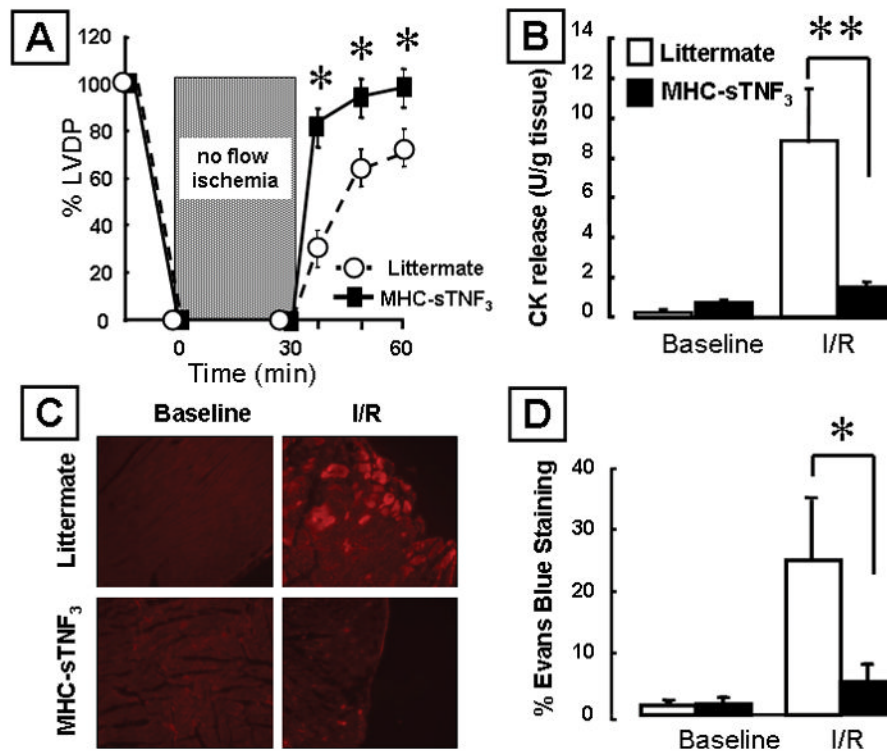 A
120
100
80
60
40
20
0
% LVDP
no flow
ischemia
* * *
Littermate
MHC-sTNF3
0 30 60
Time (min)
B
14
12
10
8
6
4
2
0
CK release (U/g tissue)
Littermate
MHC-sTNF3
**
Baseline I/R
C
Baseline I/R
Littermate
MHC-sTNF3
D
40
30
20
10
0
% Evans Blue Staining
*
Baseline I/R